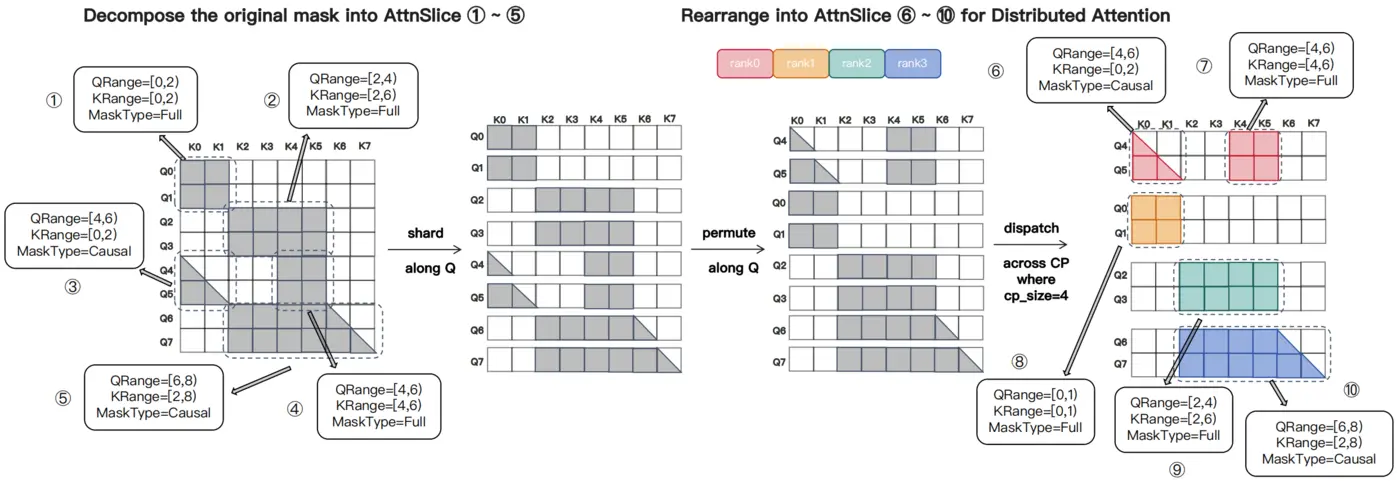 Decompose the original mask into AttnSlice ① ~ ⑤
①
QRange=[0,2)
KRange=[0,2)
MaskType=Full
②
QRange=[2,4)
KRange=[2,6)
MaskType=Full
K0 K1 K2 K3 K4 K5 K6 K7
Q0
Q1
Q2
Q3
Q4
Q5
Q6
Q7
QRange=[4,6)
KRange=[0,2)
MaskType=Causal
③
⑤
QRange=[6,8)
KRange=[2,8)
MaskType=Causal
④
QRange=[4,6)
KRange=[4,6)
MaskType=Full
shard
along Q
K0 K1 K2 K3 K4 K5 K6 K7
Q0
Q1
Q2
Q3
Q4
Q5
Q6
Q7
Rearrange into AttnSlice ⑥ ~ ⑩ for Distributed Attention
rank0 rank1 rank2 rank3
permute
along Q
K0 K1 K2 K3 K4 K5 K6 K7
Q4
Q5
Q0
Q1
Q2
Q3
Q6
Q7
dispatch
across CP
where
cp_size=4
⑥
QRange=[4,6)
KRange=[0,2)
MaskType=Causal
⑦
QRange=[4,6)
KRange=[4,6)
MaskType=Full
K0 K1 K2 K3 K4 K5 K6 K7
Q4
Q5
Q0
Q1
Q2
Q3
Q6
Q7
⑧
QRange=[0,1)
KRange=[0,1)
MaskType=Full
QRange=[2,4)
KRange=[2,6)
MaskType=Full
⑨
⑩
QRange=[6,8)
KRange=[2,8)
MaskType=Causal